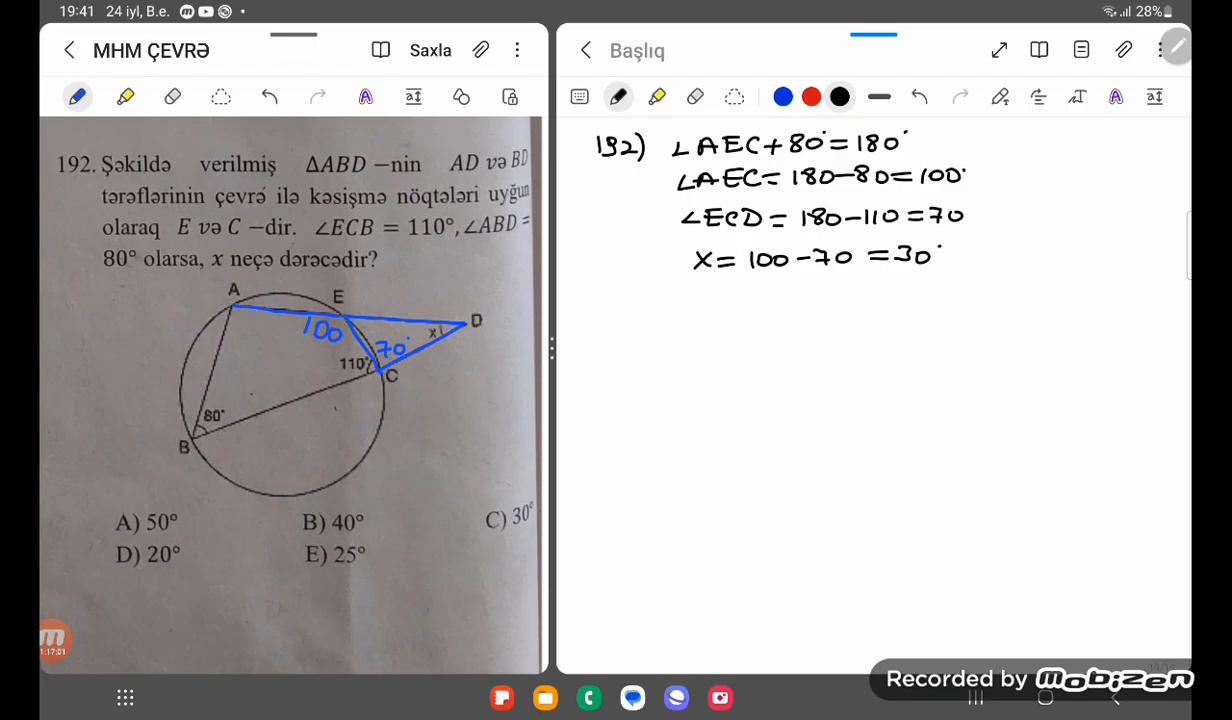 19:41 24 iyl, B.e. 28%
MHM ÇEVRƏ Saxla
Başlıq
192. Şəkildə verilmiş ΔABD −nin AD və BD
tərəflərinin çevrə ilə kəsişmə nöqtələri uyğun
olaraq E və C −dir. ∠ECB = 110°, ∠ABD =
80° olarsa, x neçə dərəcədir?
A
E
D
100
x
70°
110°
C
80°
B
A) 50° B) 40° C) 30°
D) 20° E) 25°
1:17:01
192) ∠AEC+80°=180°
∠AEC=180−80=100°
∠ECD=180−110=70
X=100−70=30°
Recorded by mobizen